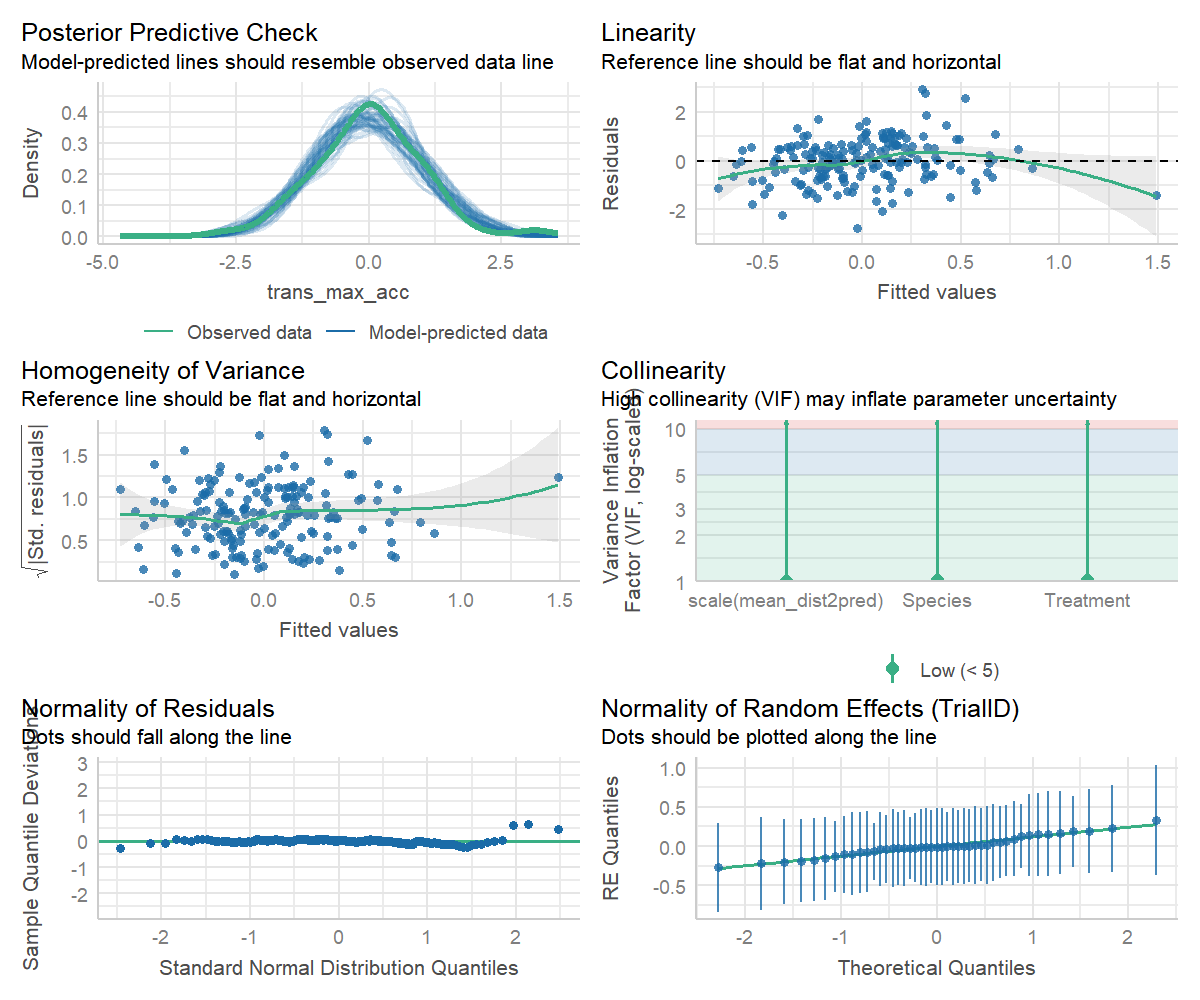 Posterior Predictive Check
Model-predicted lines should resemble observed data line
Density
0.4
0.3
0.2
0.1
0.0
-5.0 -2.5 0.0 2.5
trans_max_acc
Observed data Model-predicted data
Linearity
Reference line should be flat and horizontal
Residuals
2
0
-2
-0.5 0.0 0.5 1.0 1.5
Fitted values
Homogeneity of Variance
Reference line should be flat and horizontal
√|Std. residuals|
1.5
1.0
0.5
-0.5 0.0 0.5 1.0 1.5
Fitted values
Collinearity
High collinearity (VIF) may inflate parameter uncertainty
Variance Inflation
Factor (VIF, log-scaled)
10
5
3
2
1
scale(mean_dist2pred) Species Treatment
Low (< 5)
Normality of Residuals
Dots should fall along the line
Sample Quantile Deviations
3
2
1
0
-1
-2
-2 -1 0 1 2
Standard Normal Distribution Quantiles
Normality of Random Effects (TrialID)
Dots should be plotted along the line
RE Quantiles
1.0
0.5
0.0
-0.5
-2 -1 0 1 2
Theoretical Quantiles